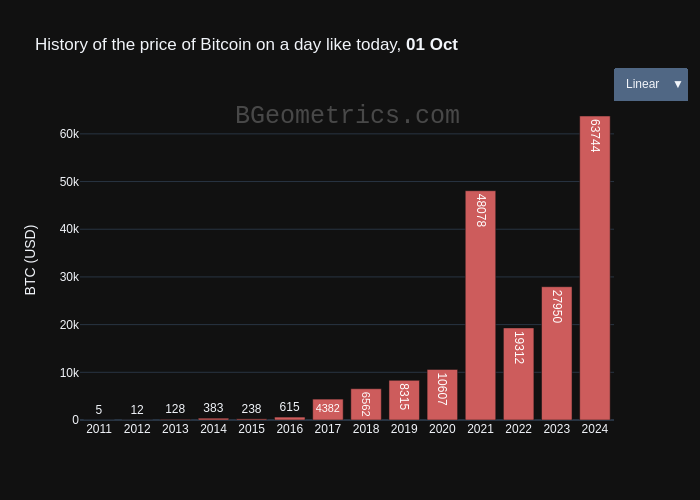 History of the price of Bitcoin on a day like today, 01 Oct
Linear ▼
BGeometrics.com
BTC (USD)
60k
50k
40k
30k
20k
10k
0
5
12
128
383
238
615
4382
6562
8315
10607
48078
19312
27950
63744
2011 2012 2013 2014 2015 2016 2017 2018 2019 2020 2021 2022 2023 2024